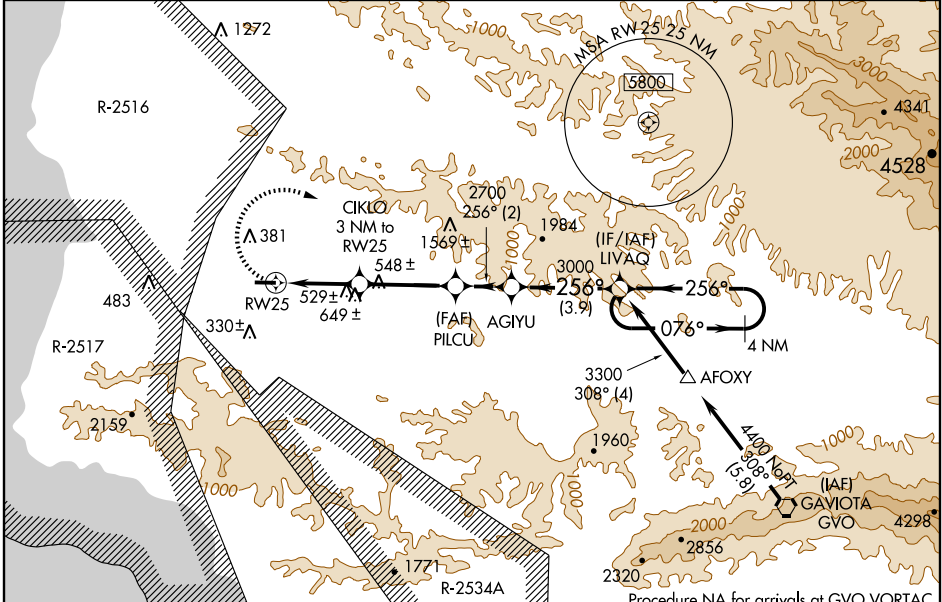 1272
1000
MSA RW25 25 NM
5800
3000
4341
R-2516
2000
4528
2700
256° (2)
CIKLO
3 NM to
RW25
1000
381
1569±
1000
1984
(IF/IAF)
LIVAQ
548±
3000
256°
(3.9)
256°
483
RW25
529±
649±
(FAF)
PILCU
AGIYU
076°
4 NM
330±
R-2517
3300
308° (4)
AFOXY
2159
1960
4400 NoPT
308°
(5.8)
1000
1000
1000
(IAF)
GAVIOTA
GVO
4298
2000
2856
2320
1771
R-2534A
Procedure NA for arrivals at GVO VORTAC